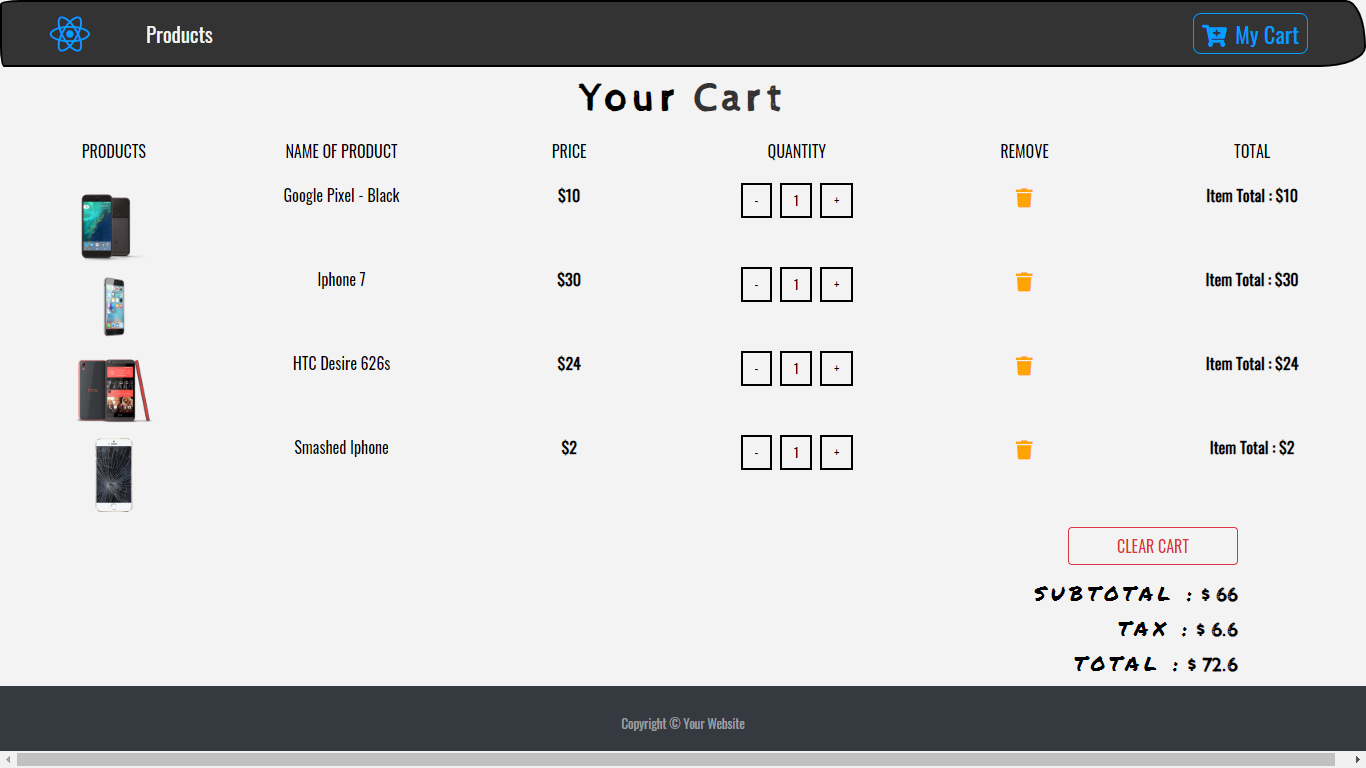 Products My Cart
Your Cart
PRODUCTS NAME OF PRODUCT PRICE QUANTITY REMOVE TOTAL
Google Pixel - Black $10 - 1 + Item Total : $10
Iphone 7 $30 - 1 + Item Total : $30
HTC Desire 626s $24 - 1 + Item Total : $24
Smashed Iphone $2 - 1 + Item Total : $2
CLEAR CART
SUBTOTAL : $ 66
TAX : $ 6.6
TOTAL : $ 72.6
Copyright © Your Website